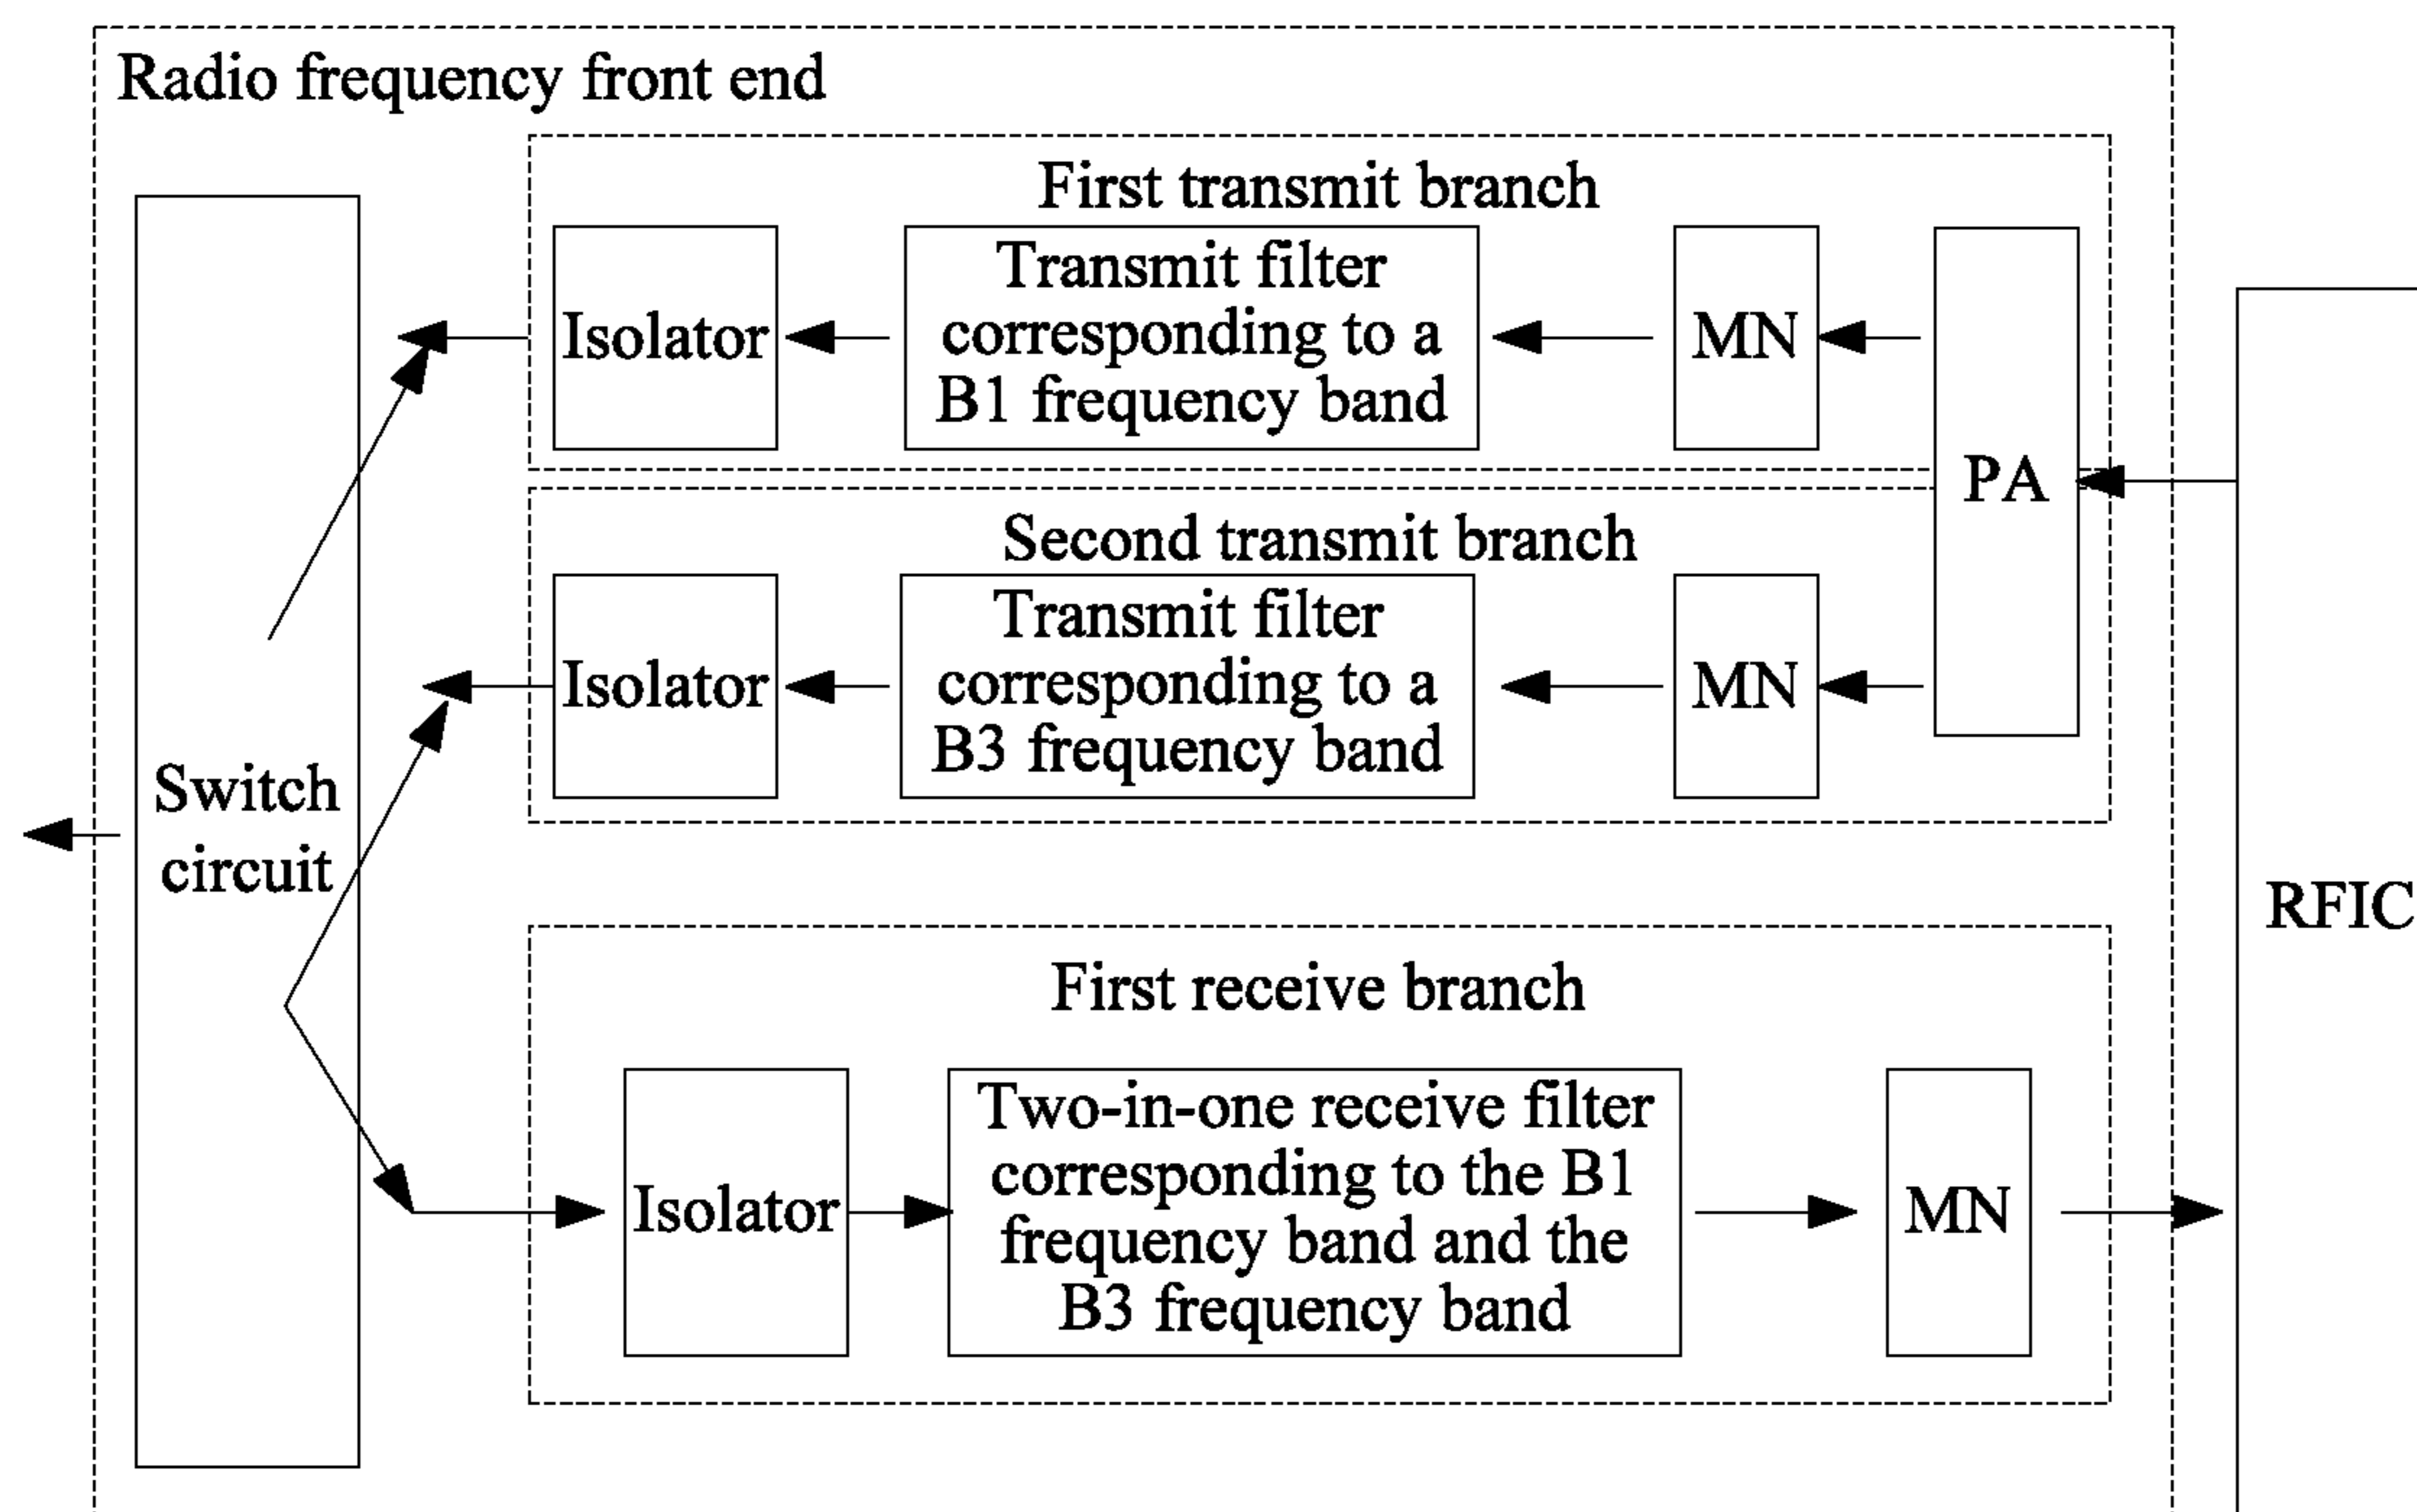 Radio frequency front end
First transmit branch
Isolator
Transmit filter
corresponding to a
B1 frequency band
MN
PA
Second transmit branch
Isolator
Transmit filter
corresponding to a
B3 frequency band
MN
Switch
circuit
RFIC
First receive branch
Isolator
Two-in-one receive filter
corresponding to the B1
frequency band and the
B3 frequency band
MN